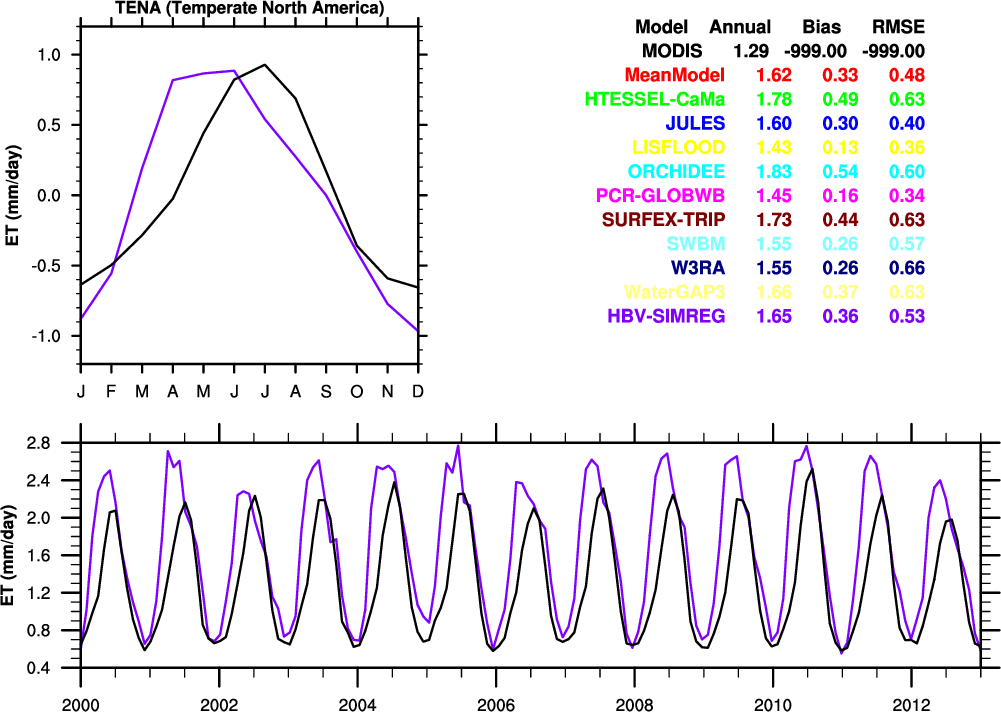 TENA (Temperate North America)
1.0
0.5
0.0
-0.5
-1.0
ET (mm/day)
J F M A M J J A S O N D
Model Annual Bias RMSE
MODIS 1.29 -999.00 -999.00
MeanModel 1.62 0.33 0.48
HTESSEL-CaMa 1.78 0.49 0.63
JULES 1.60 0.30 0.40
LISFLOOD 1.43 0.13 0.36
ORCHIDEE 1.83 0.54 0.60
PCR-GLOBWB 1.45 0.16 0.34
SURFEX-TRIP 1.73 0.44 0.63
SWBM 1.55 0.26 0.57
W3RA 1.55 0.26 0.66
WaterGAP3 1.66 0.37 0.63
HBV-SIMREG 1.65 0.36 0.53
2.8
2.4
2.0
1.6
1.2
0.8
0.4
ET (mm/day)
2000 2002 2004 2006 2008 2010 2012